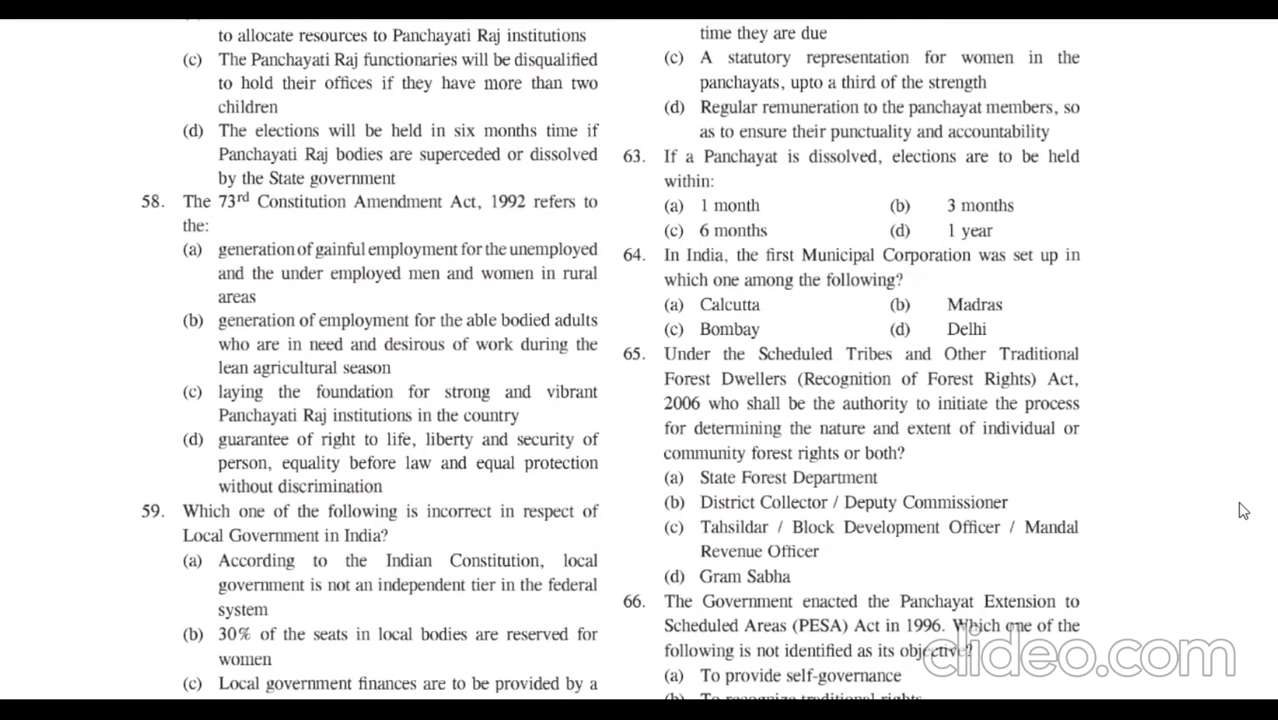 to allocate resources to Panchayati Raj institutions
(c) The Panchayati Raj functionaries will be disqualified
to hold their offices if they have more than two
children
(d) The elections will be held in six months time if
Panchayati Raj bodies are superceded or dissolved
by the State government
58. The 73rd Constitution Amendment Act, 1992 refers to
the:
(a) generation of gainful employment for the unemployed
and the under employed men and women in rural
areas
(b) generation of employment for the able bodied adults
who are in need and desirous of work during the
lean agricultural season
(c) laying the foundation for strong and vibrant
Panchayati Raj institutions in the country
(d) guarantee of right to life, liberty and security of
person, equality before law and equal protection
without discrimination
59. Which one of the following is incorrect in respect of
Local Government in India?
(a) According to the Indian Constitution, local
government is not an independent tier in the federal
system
(b) 30% of the seats in local bodies are reserved for
women
(c) Local government finances are to be provided by a
time they are due
(c) A statutory representation for women in the
panchayats, upto a third of the strength
(d) Regular remuneration to the panchayat members, so
as to ensure their punctuality and accountability
63. If a Panchayat is dissolved, elections are to be held
within:
(a) 1 month (b) 3 months
(c) 6 months (d) 1 year
64. In India, the first Municipal Corporation was set up in
which one among the following?
(a) Calcutta (b) Madras
(c) Bombay (d) Delhi
65. Under the Scheduled Tribes and Other Traditional
Forest Dwellers (Recognition of Forest Rights) Act,
2006 who shall be the authority to initiate the process
for determining the nature and extent of individual or
community forest rights or both?
(a) State Forest Department
(b) District Collector / Deputy Commissioner
(c) Tahsildar / Block Development Officer / Mandal
Revenue Officer
(d) Gram Sabha
66. The Government enacted the Panchayat Extension to
Scheduled Areas (PESA) Act in 1996. Which one of the
following is not identified as its objective?
(a) To provide self-governance
(b) To recognize traditional rights
clideo.com